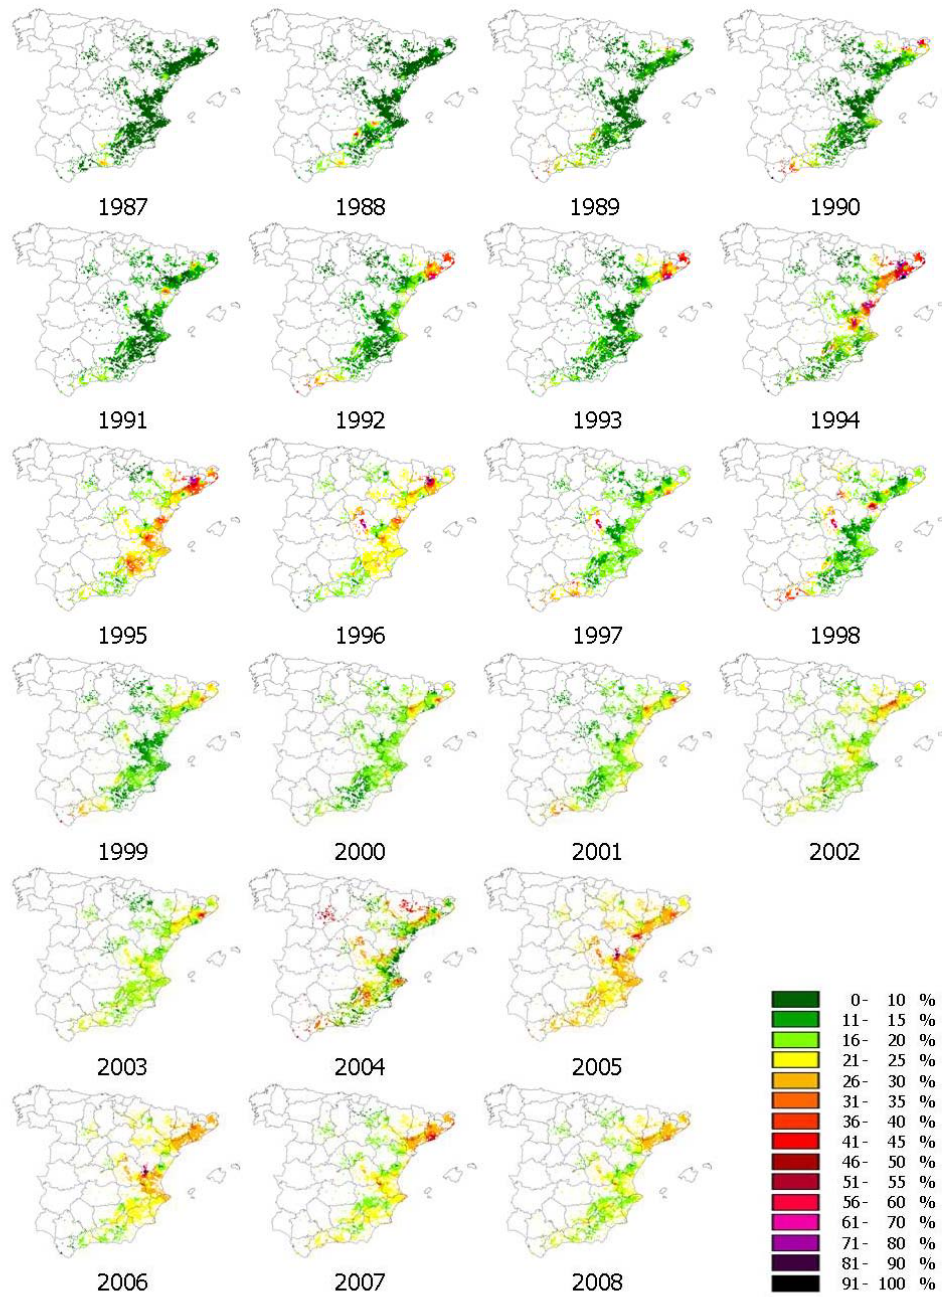 1987 1988 1989 1990
1991 1992 1993 1994
1995 1996 1997 1998
1999 2000 2001 2002
2003 2004 2005
0- 10 %
11- 15 %
16- 20 %
21- 25 %
26- 30 %
31- 35 %
36- 40 %
41- 45 %
46- 50 %
51- 55 %
56- 60 %
61- 70 %
71- 80 %
81- 90 %
91- 100 %
2006 2007 2008